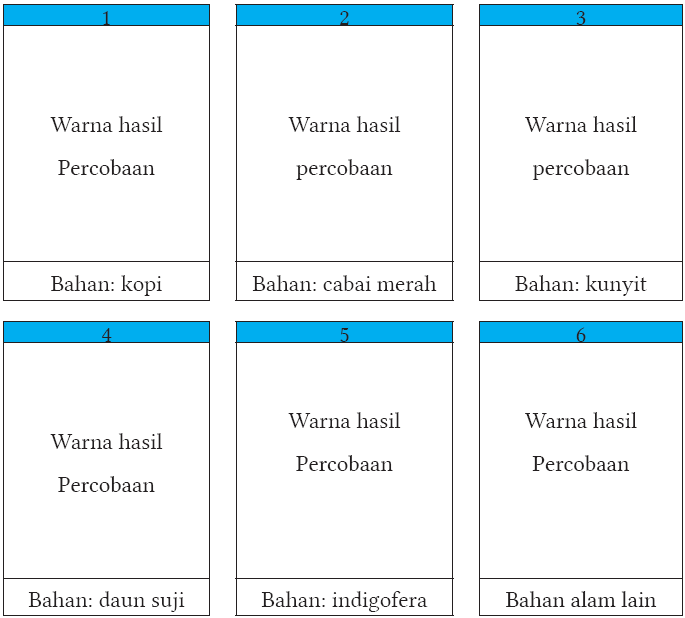 1
Warna hasil
Percobaan
Bahan: kopi
2
Warna hasil
percobaan
Bahan: cabai merah
3
Warna hasil
percobaan
Bahan: kunyit
4
Warna hasil
Percobaan
Bahan: daun suji
5
Warna hasil
Percobaan
Bahan: indigofera
6
Warna hasil
Percobaan
Bahan alam lain